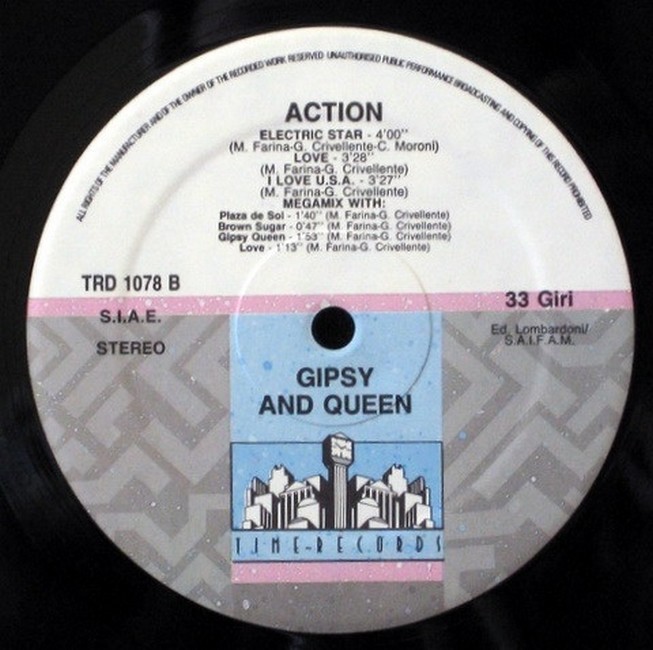 ALL RIGHTS OF THE MANUFACTURER AND OF THE OWNER OF THE RECORDED WORK RESERVED UNAUTHORISED PUBLIC PERFORMANCE BROADCASTING AND COPYING OF THIS RECORD PROHIBITED
ACTION
ELECTRIC STAR - 4'00"
(M. Farina-G. Crivellente-C. Moroni)
LOVE - 3'28"
(M. Farina-G. Crivellente)
I LOVE U.S.A. - 3'27"
(M. Farina-G. Crivellente)
MEGAMIX WITH:
Plaza de Sol - 1'40" (M. Farina-G. Crivellente)
Brown Sugar - 0'47" (M. Farina-G. Crivellente)
Gipsy Queen - 1'53" (M. Farina-G. Crivellente)
Love - 1'13" (M. Farina-G. Crivellente)
TRD 1078 B
S.I.A.E.
STEREO
33 Giri
Ed. Lombardoni/
S.A.I.F.A.M.
GIPSY
AND QUEEN
TIME-RECORDS